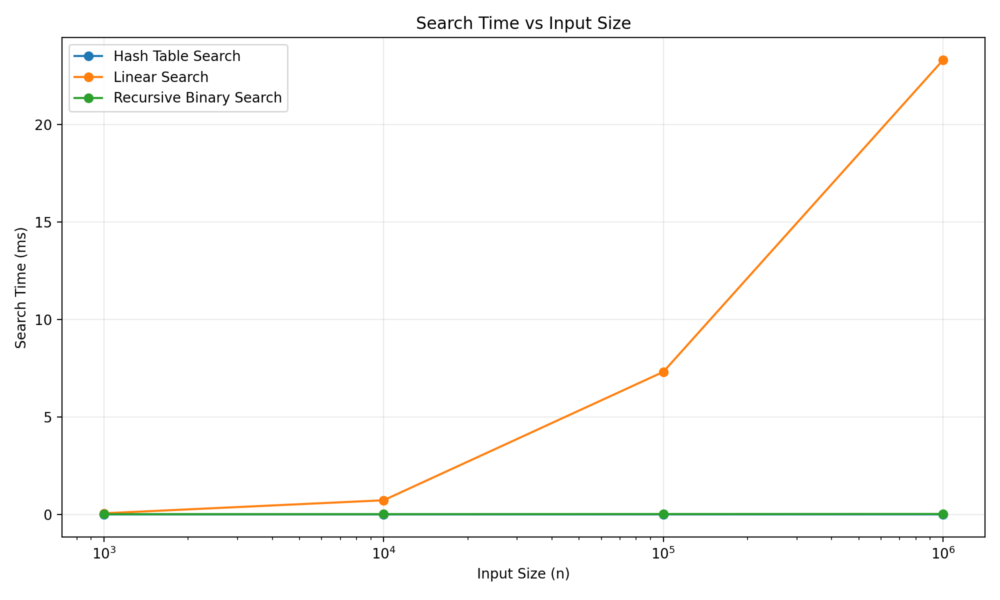 Search Time vs Input Size
Hash Table Search
Linear Search
Recursive Binary Search
Search Time (ms)
20
15
10
5
0
10³
10⁴
10⁵
10⁶
Input Size (n)